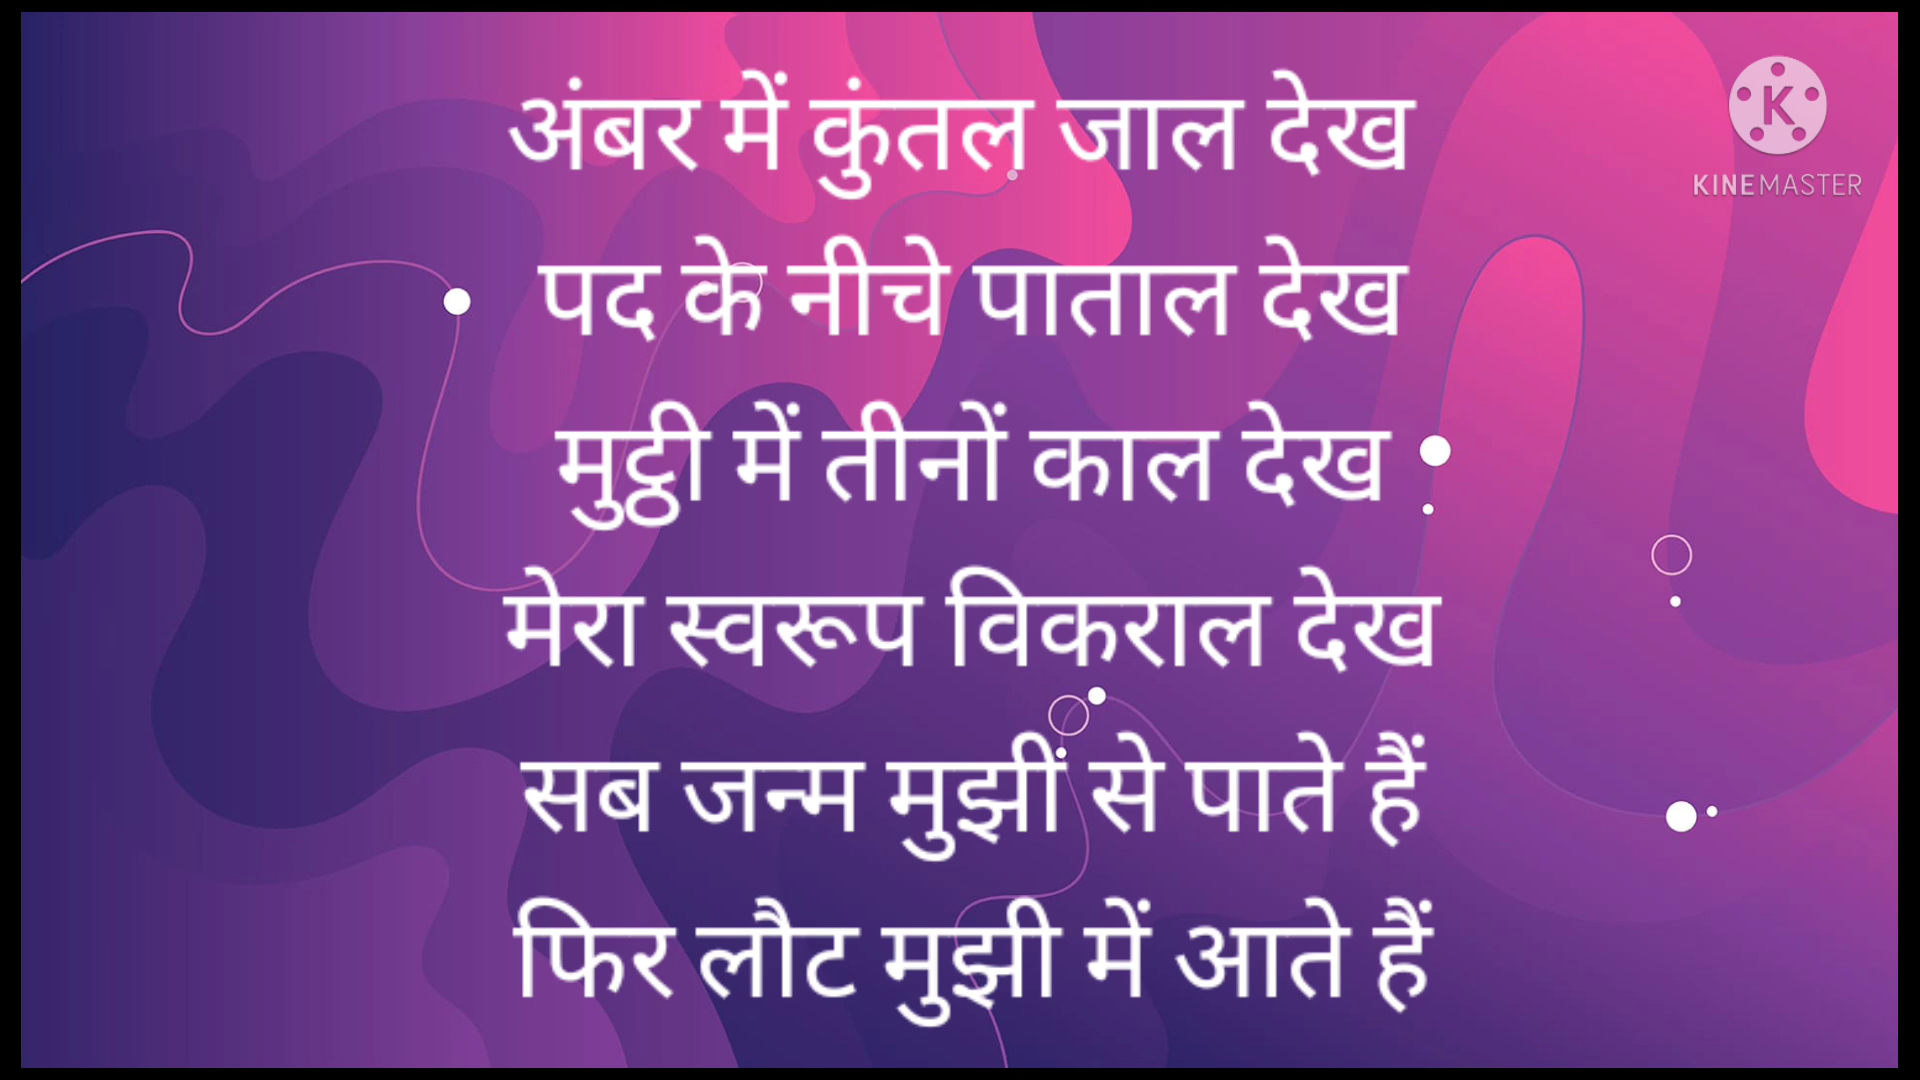 अंबर में कुंतल जाल देख
KINEMASTER
पद के नीचे पाताल देख
मुट्ठी में तीनों काल देख
मेरा स्वरूप विकराल देख
सब जन्म मुझी से पाते हैं
फिर लौट मुझी में आते हैं